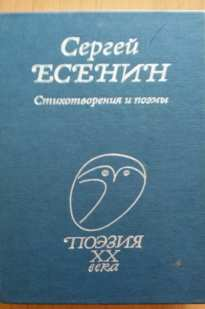 Сергей
ЕСЕНИН
Стихотворения и поэмы
ПОЭЗИЯ
XX
века